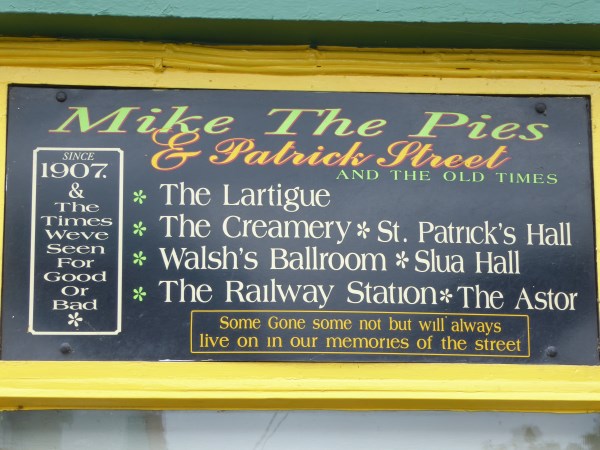 Mike The Pies
& Patrick Street
AND THE OLD TIMES
SINCE
1907.
&
The
Times
Weve
Seen
For
Good
Or
Bad
*
* The Lartigue
* The Creamery * St. Patrick's Hall
* Walsh's Ballroom * Slua Hall
* The Railway Station * The Astor
Some Gone some not but will always
live on in our memories of the street